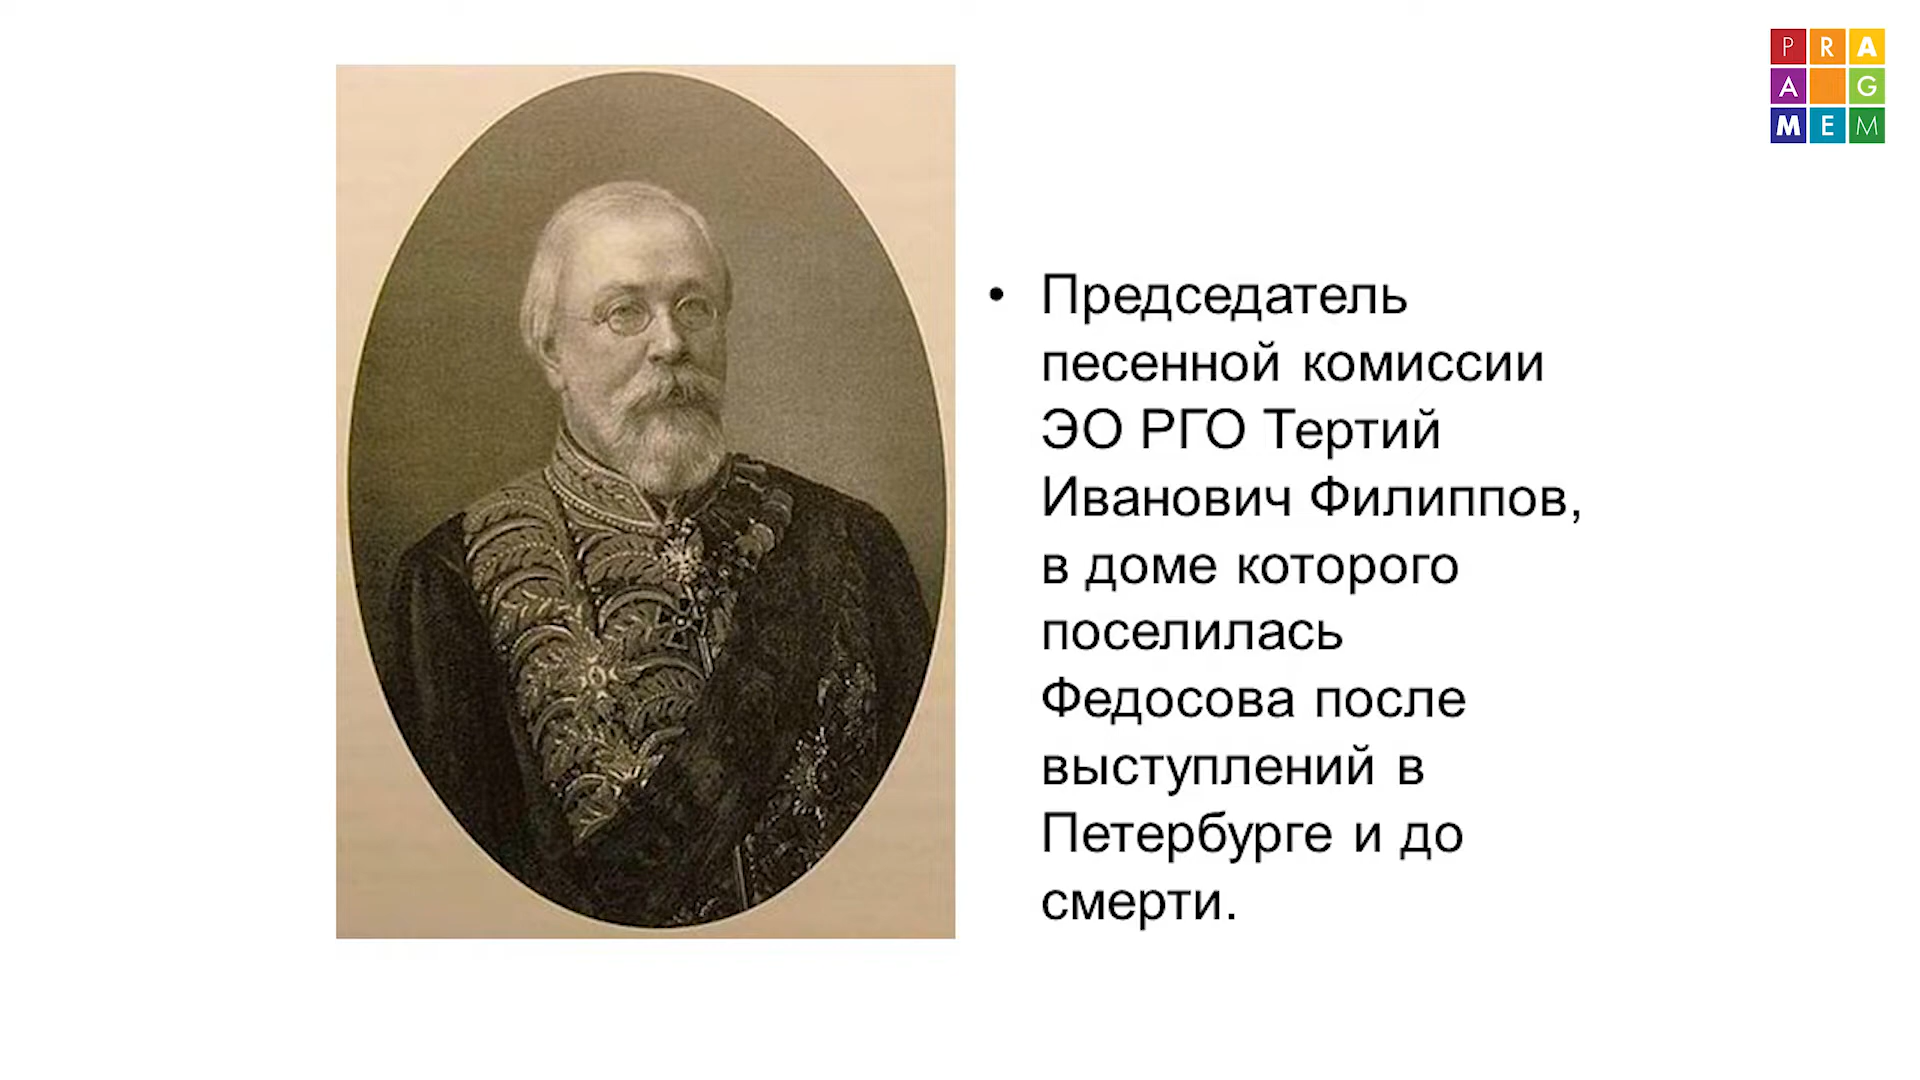 PRA
AG
MEM
• Председатель
песенной комиссии
ЭО РГО Тертий
Иванович Филиппов,
в доме которого
поселилась
Федосова после
выступлений в
Петербурге и до
смерти.